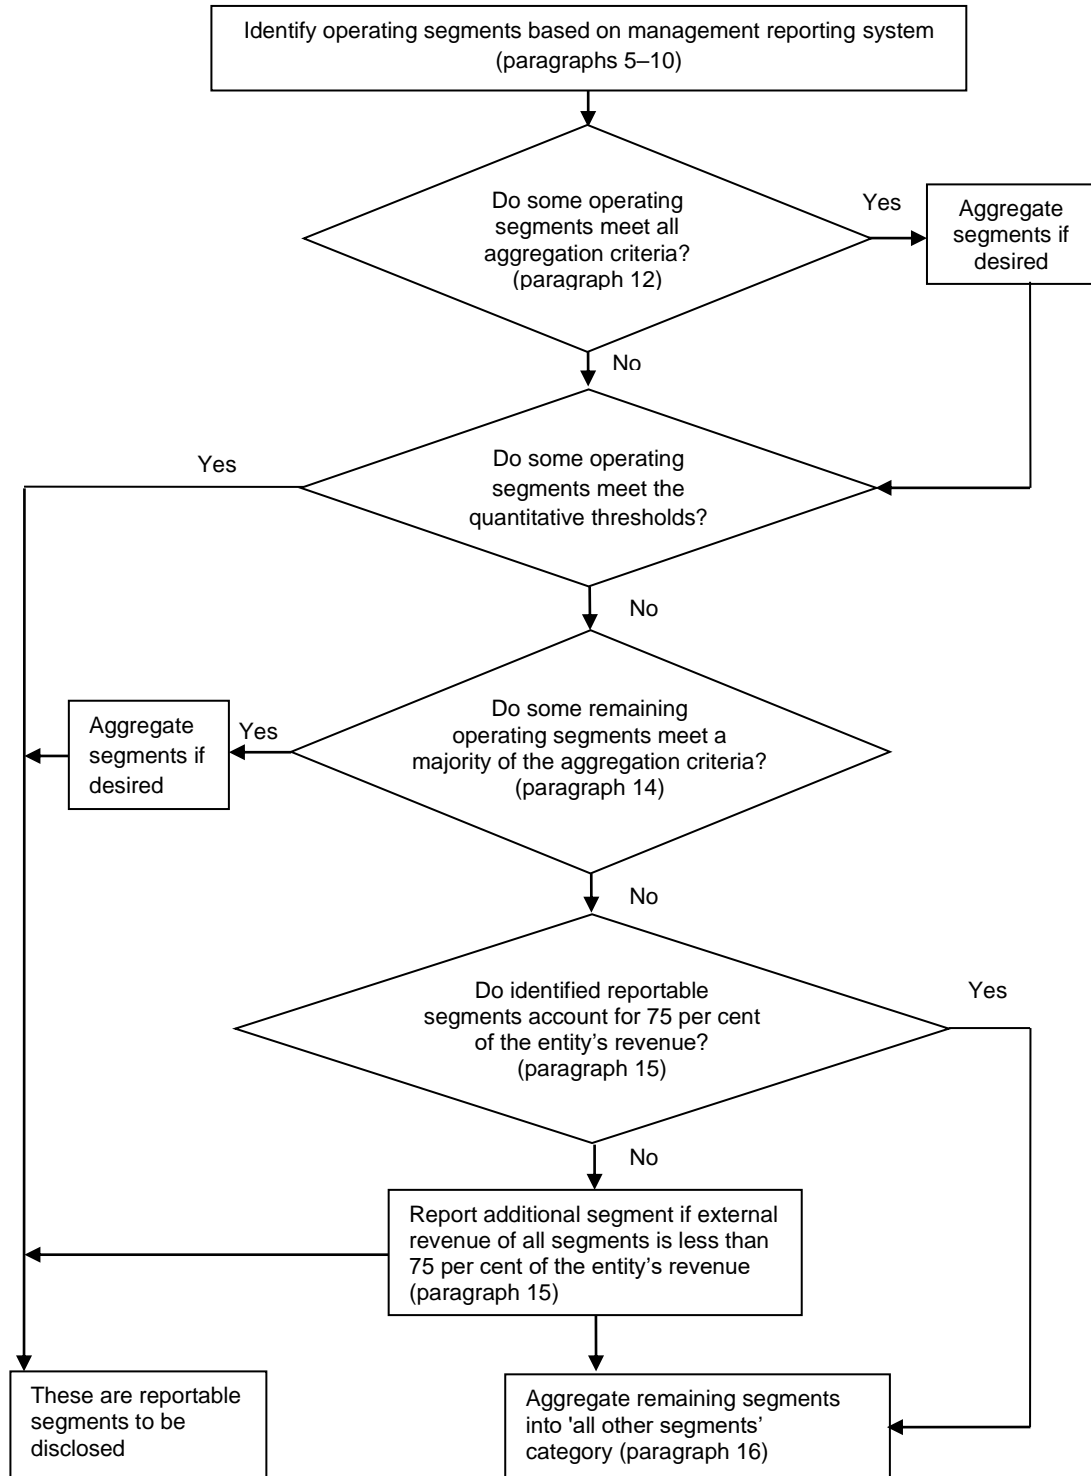 Identify operating segments based on management reporting system
(paragraphs 5–10)
Do some operating
segments meet all
aggregation criteria?
(paragraph 12)
Yes
Aggregate
segments if
desired
No
Yes
Do some operating
segments meet the
quantitative thresholds?
No
Aggregate
segments if
desired
Yes
Do some remaining
operating segments meet a
majority of the aggregation criteria?
(paragraph 14)
No
Do identified reportable
segments account for 75 per cent
of the entity’s revenue?
(paragraph 15)
Yes
No
Report additional segment if external
revenue of all segments is less than
75 per cent of the entity’s revenue
(paragraph 15)
These are reportable
segments to be
disclosed
Aggregate remaining segments
into 'all other segments’
category (paragraph 16)